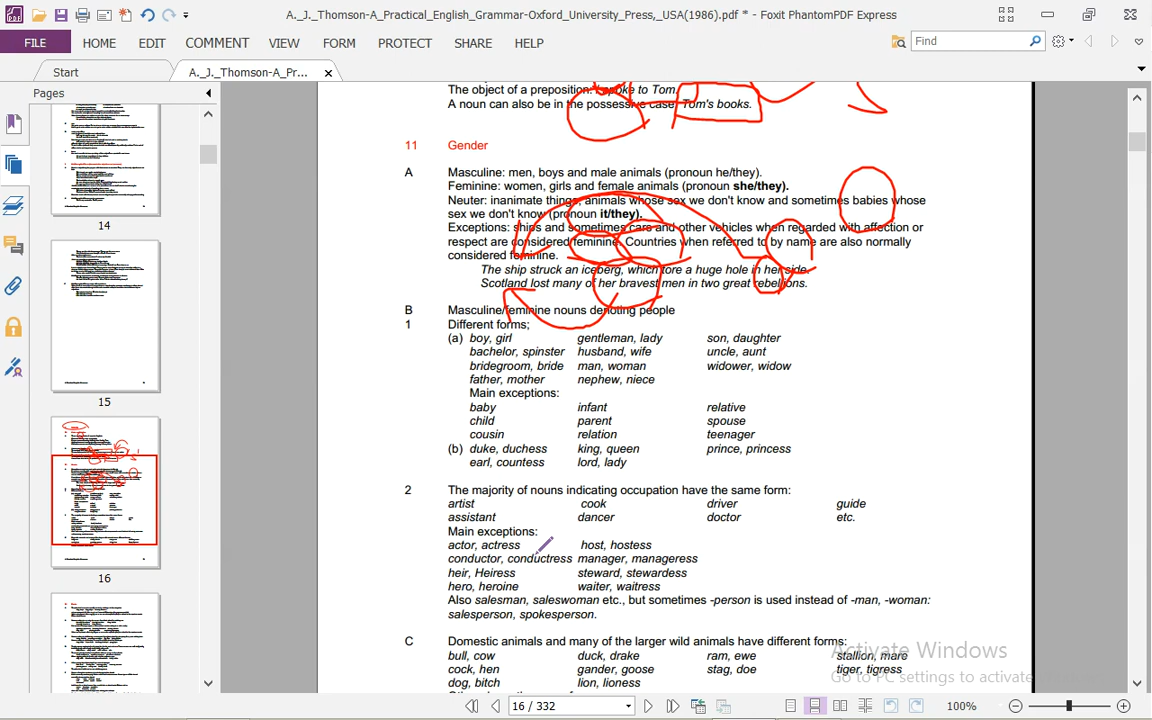 A._J._Thomson-A_Practical_English_Grammar-Oxford_University_Press,_USA(1986).pdf * - Foxit PhantomPDF Express
FILE HOME EDIT COMMENT VIEW FORM PROTECT SHARE HELP
Find
Start A._J._Thomson-A_Pr...
Pages
14
15
16
The object of a preposition: I spoke to Tom.
A noun can also be in the possessive case: Tom's books.
11 Gender
A Masculine: men, boys and male animals (pronoun he/they).
Feminine: women, girls and female animals (pronoun she/they).
Neuter: inanimate things, animals whose sex we don't know and sometimes babies whose
sex we don't know (pronoun it/they).
Exceptions: ships and sometimes cars and other vehicles when regarded with affection or
respect are considered feminine. Countries when referred to by name are also normally
considered feminine.
The ship struck an iceberg, which tore a huge hole in her side.
Scotland lost many of her bravest men in two great rebellions.
B Masculine/feminine nouns denoting people
1 Different forms;
(a) boy, girl gentleman, lady son, daughter
bachelor, spinster husband, wife uncle, aunt
bridegroom, bride man, woman widower, widow
father, mother nephew, niece
Main exceptions:
baby infant relative
child parent spouse
cousin relation teenager
(b) duke, duchess king, queen prince, princess
earl, countess lord, lady
2 The majority of nouns indicating occupation have the same form:
artist cook driver guide
assistant dancer doctor etc.
Main exceptions:
actor, actress host, hostess
conductor, conductress manager, manageress
heir, Heiress steward, stewardess
hero, heroine waiter, waitress
Also salesman, saleswoman etc., but sometimes -person is used instead of -man, -woman:
salesperson, spokesperson.
C Domestic animals and many of the larger wild animals have different forms:
bull, cow duck, drake ram, ewe stallion, mare
cock, hen gander, goose stag, doe tiger, tigress
dog, bitch lion, lioness
Activate Windows
Go to PC settings to activate
16 / 332
100%